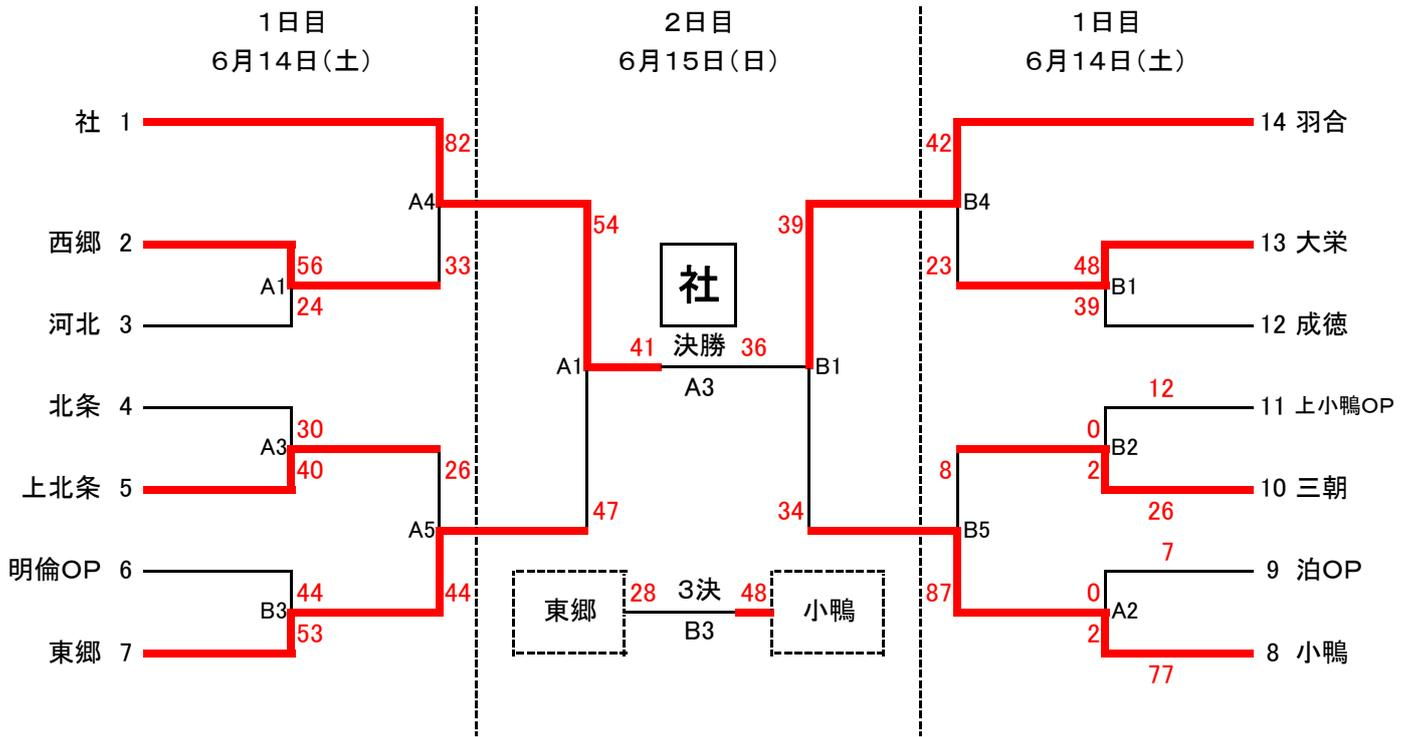 1日目
6月14日(土)
2日目
6月15日(日)
1日目
6月14日(土)
社 1
82
A4
西郷 2
56
33
A1
24
河北 3
北条 4
30
A3
40
26
上北条 5
A5
明倫OP 6
44
44
B3
53
東郷 7
54
A1
47
社
41 決勝 36
A3
39
B1
34
東郷
28 3決 48
B3
小鴨
42
B4
23
8
B5
87
14 羽合
13 大栄
48
B1
39
12 成徳
12
11 上小鴨OP
0
B2
2
10 三朝
26
7
9 泊OP
0
A2
2
8 小鴨
77